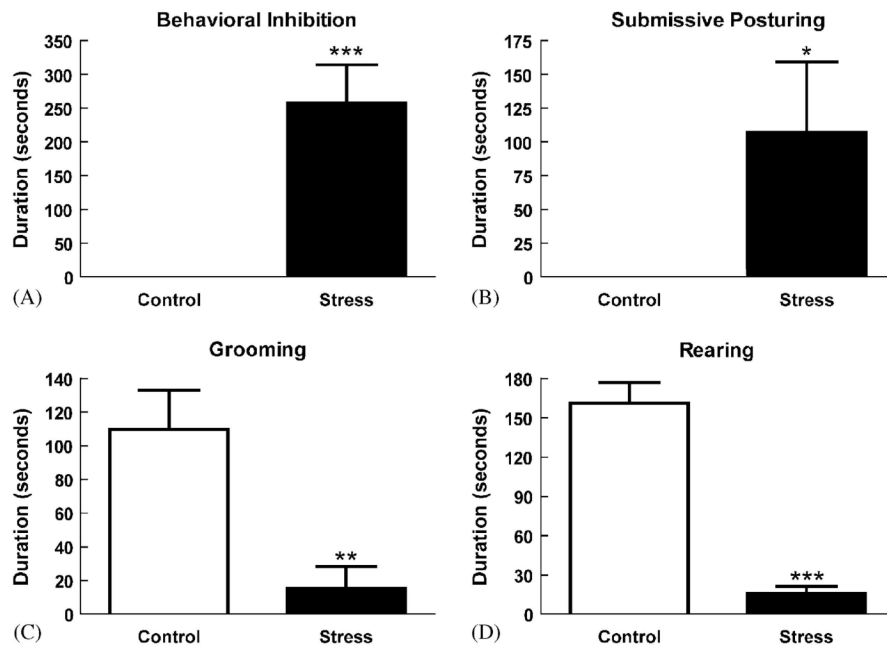 Behavioral Inhibition
Duration (seconds)
350
300
250
200
150
100
50
0
***
Control
Stress
(A)
Submissive Posturing
Duration (seconds)
175
150
125
100
75
50
25
0
*
Control
Stress
(B)
Grooming
Duration (seconds)
140
120
100
80
60
40
20
0
**
Control
Stress
(C)
Rearing
Duration (seconds)
180
150
120
90
60
30
0
***
Control
Stress
(D)